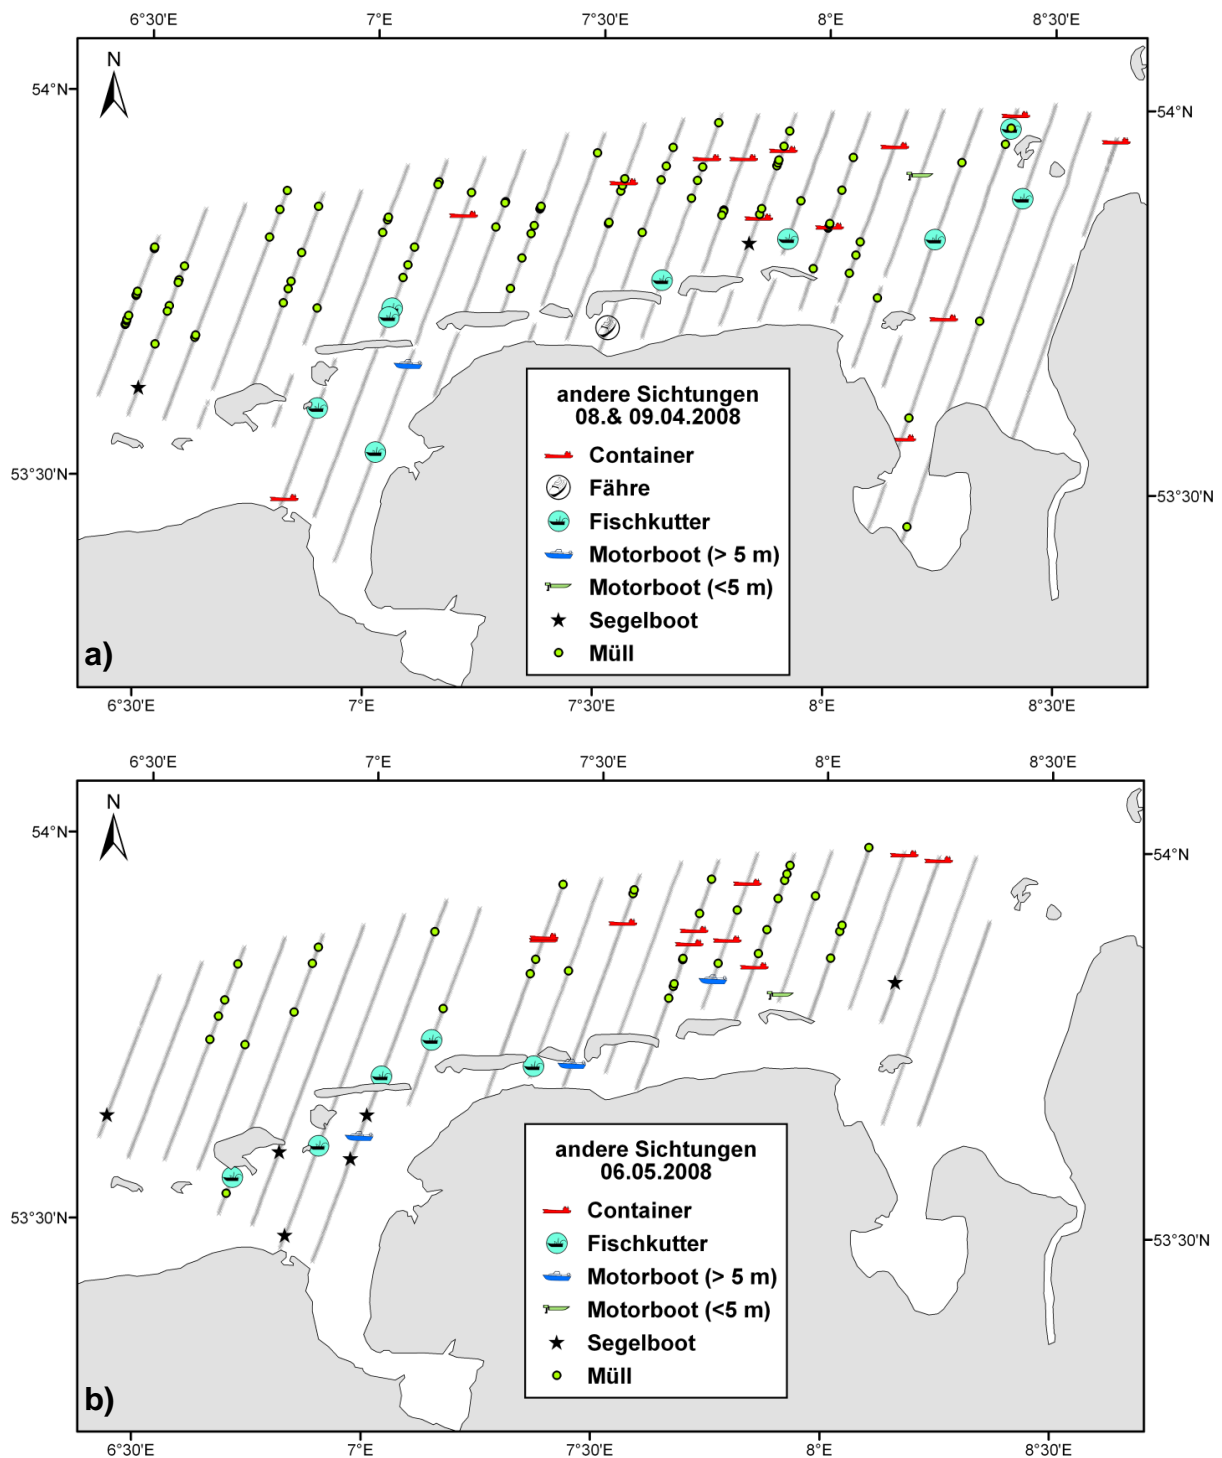 6°30'E 7°E 7°30'E 8°E 8°30'E
N
54°N
54°N
andere Sichtungen
08.& 09.04.2008
Container
Fähre
Fischkutter
Motorboot (> 5 m)
Motorboot (<5 m)
Segelboot
Müll
53°30'N
53°30'N
a)
6°30'E 7°E 7°30'E 8°E 8°30'E
6°30'E 7°E 7°30'E 8°E 8°30'E
N
54°N
54°N
andere Sichtungen
06.05.2008
Container
Fischkutter
Motorboot (> 5 m)
Motorboot (<5 m)
Segelboot
Müll
53°30'N
53°30'N
b)
6°30'E 7°E 7°30'E 8°E 8°30'E